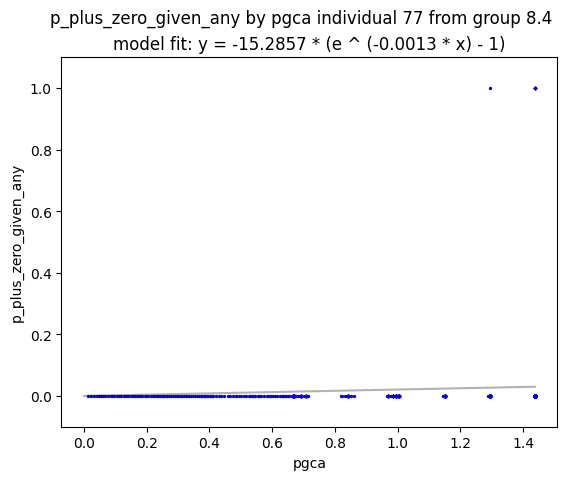 p_plus_zero_given_any by pgca individual 77 from group 8.4
model fit: y = -15.2857 * (e ^ (-0.0013 * x) - 1)
1.0
0.8
0.6
0.4
0.2
0.0
p_plus_zero_given_any
0.0 0.2 0.4 0.6 0.8 1.0 1.2 1.4
pgca